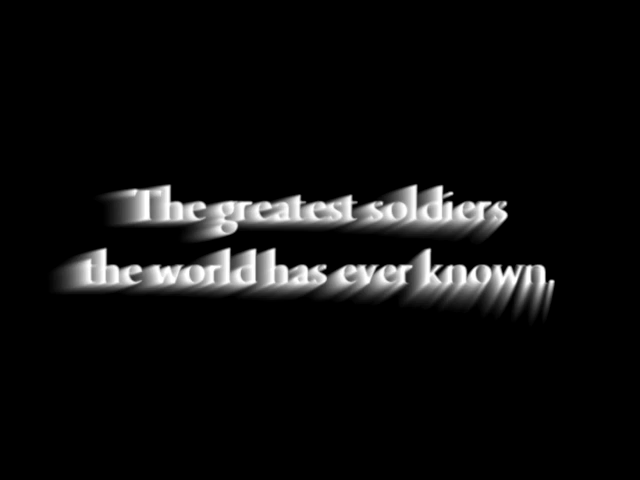 The greatest soldiers
the world has ever known.